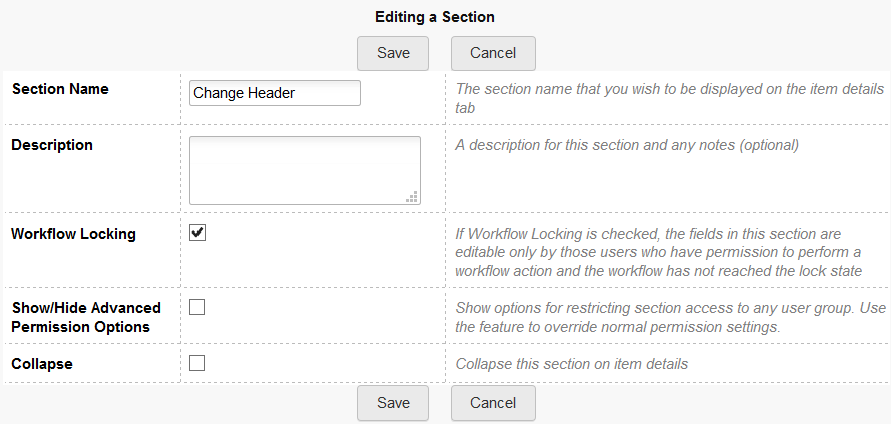 Editing a Section
Save Cancel
Section Name
Change Header
The section name that you wish to be displayed on the item details
tab
Description
A description for this section and any notes (optional)
Workflow Locking
If Workflow Locking is checked, the fields in this section are
editable only by those users who have permission to perform a
workflow action and the workflow has not reached the lock state
Show/Hide Advanced
Permission Options
Show options for restricting section access to any user group. Use
the feature to override normal permission settings.
Collapse
Collapse this section on item details
Save Cancel